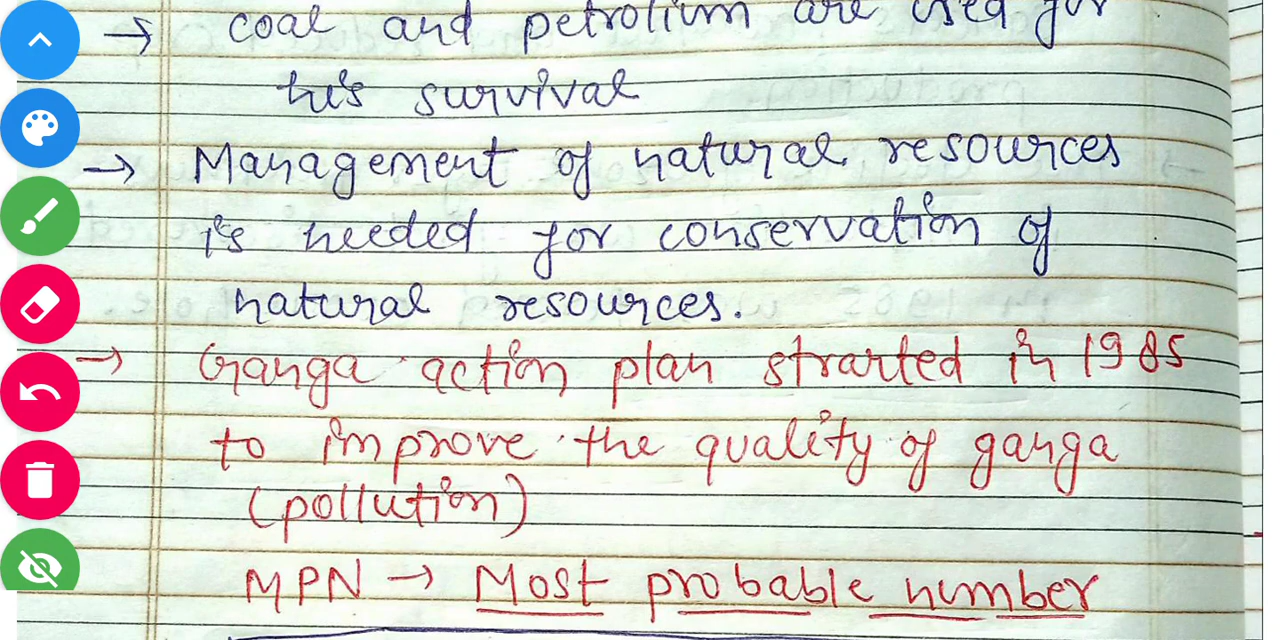 → coal and petrolium are used for
his survival
→ Management of natural resources
is needed for conservation of
natural resources.
→ Ganga action plan strarted in 1985
to improve the quality of ganga
(pollution)
MPN → Most probable number